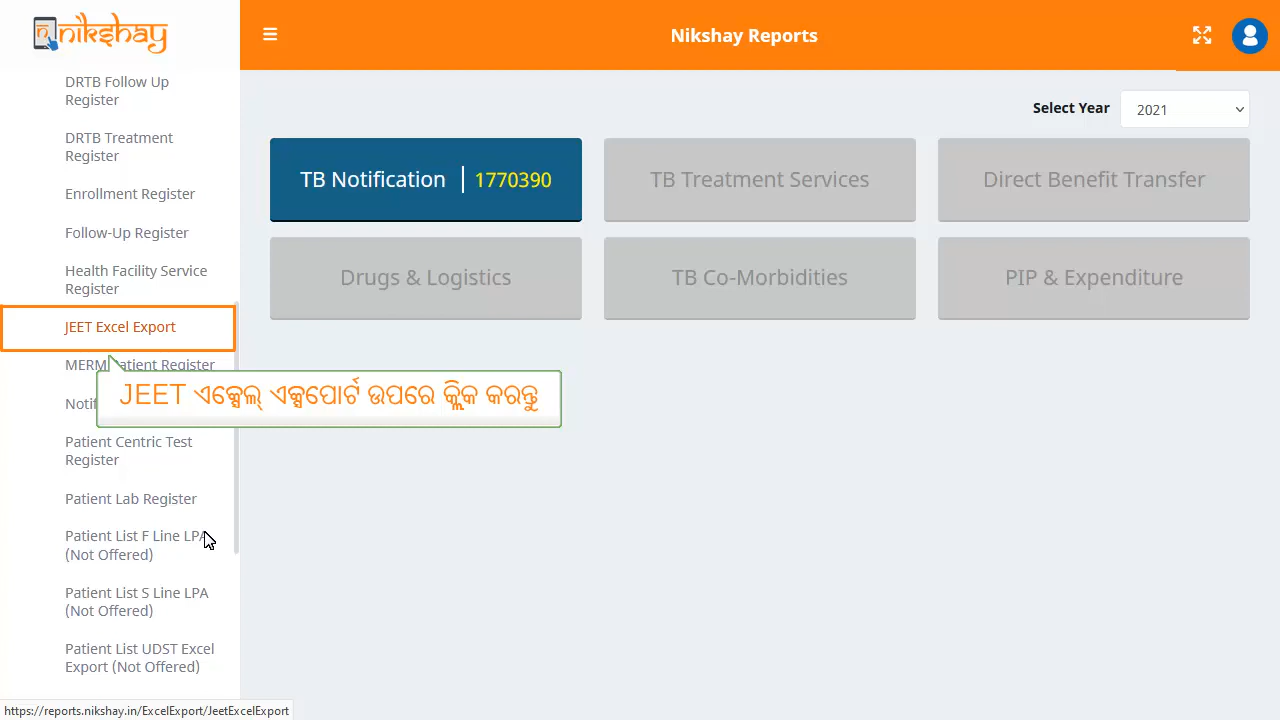 nikshay
Nikshay Reports
DRTB Follow Up
Register
DRTB Treatment
Register
Enrollment Register
Follow-Up Register
Health Facility Service
Register
JEET Excel Export
MERM Patient Register
JEET ଏକ୍ସେଲ୍ ଏକ୍ସପୋର୍ଟ ଉପରେ କ୍ଲିକ କରନ୍ତୁ
Patient Centric Test
Register
Patient Lab Register
Patient List F Line LPA
(Not Offered)
Patient List S Line LPA
(Not Offered)
Patient List UDST Excel
Export (Not Offered)
https://reports.nikshay.in/ExcelExport/JeetExcelExport
Select Year 2021
TB Notification 1770390
TB Treatment Services
Direct Benefit Transfer
Drugs & Logistics
TB Co-Morbidities
PIP & Expenditure